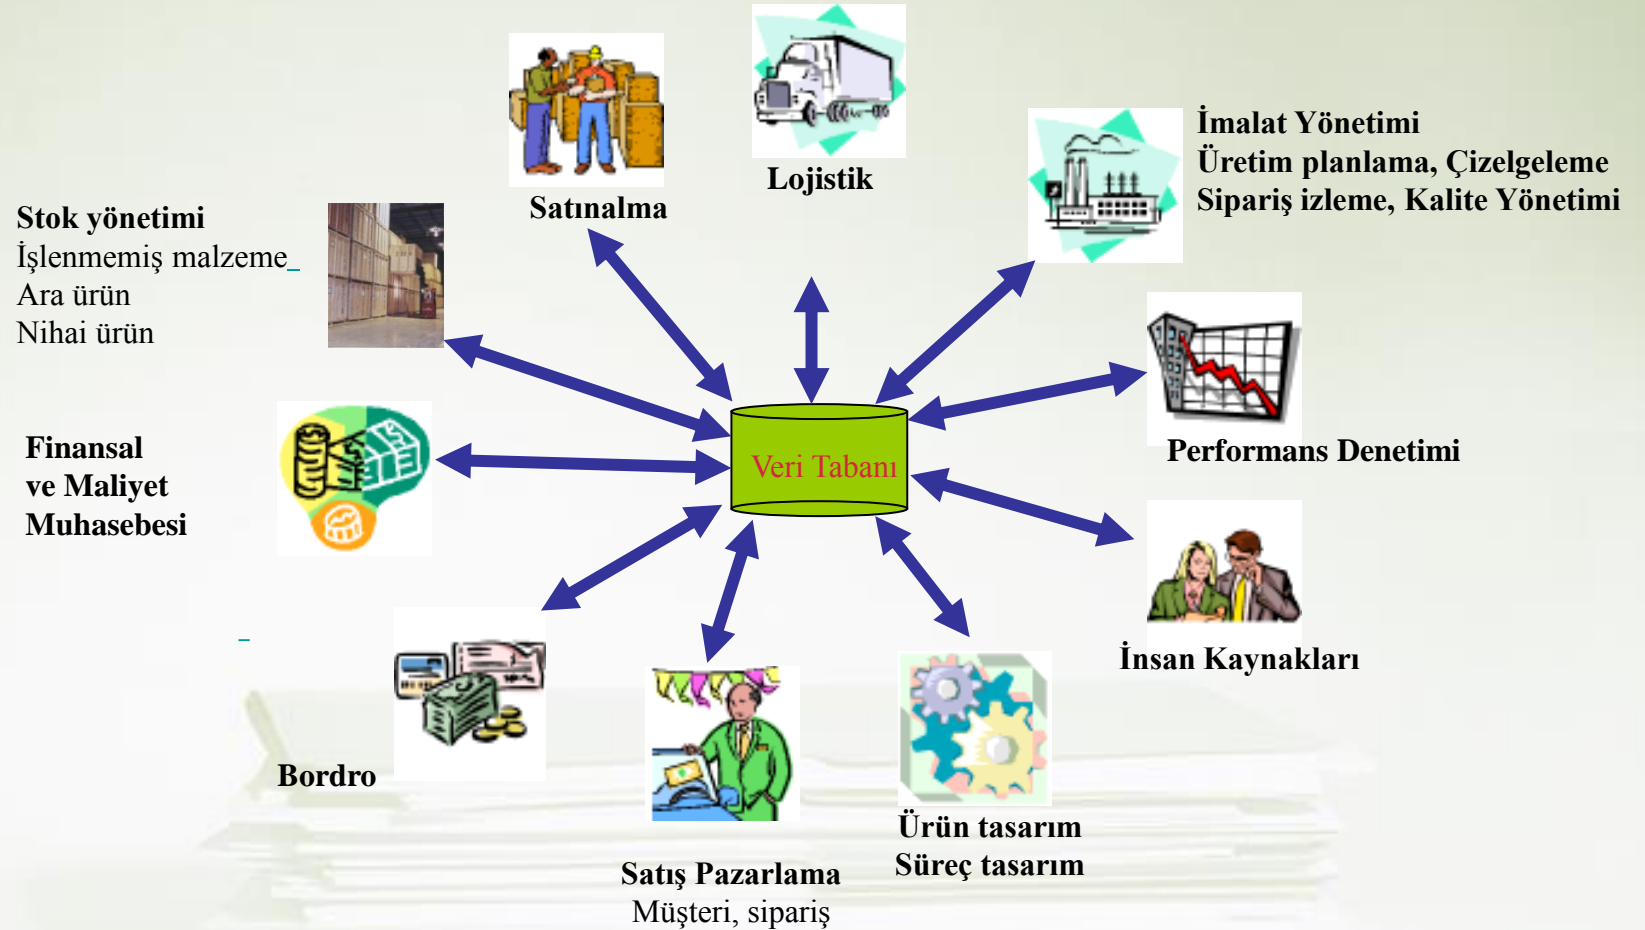 Lojistik
Satınalma
İmalat Yönetimi
Üretim planlama, Çizelgeleme
Sipariş izleme, Kalite Yönetimi
Stok yönetimi
İşlenmemiş malzeme
Ara ürün
Nihai ürün
Finansal
ve Maliyet
Muhasebesi
Veri Tabanı
Performans Denetimi
İnsan Kaynakları
Bordro
Ürün tasarım
Süreç tasarım
Satış Pazarlama
Müşteri, sipariş